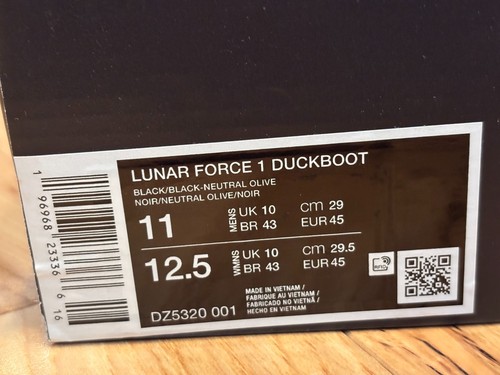 LUNAR FORCE 1 DUCKBOOT
BLACK/BLACK-NEUTRAL OLIVE
NOIR/NEUTRAL OLIVE/NOIR
11 MENS UK 10 CM 29
BR 43 EUR 45
12.5 WMNS UK 10 CM 29.5
BR 43 EUR 45
MADE IN VIETNAM /
FABRIQUE AU VIETNAM /
FABRICADO NO VIETNÃ /
HECHO EN VIETNAM
DZ5320 001
1 96968 23336 6 16